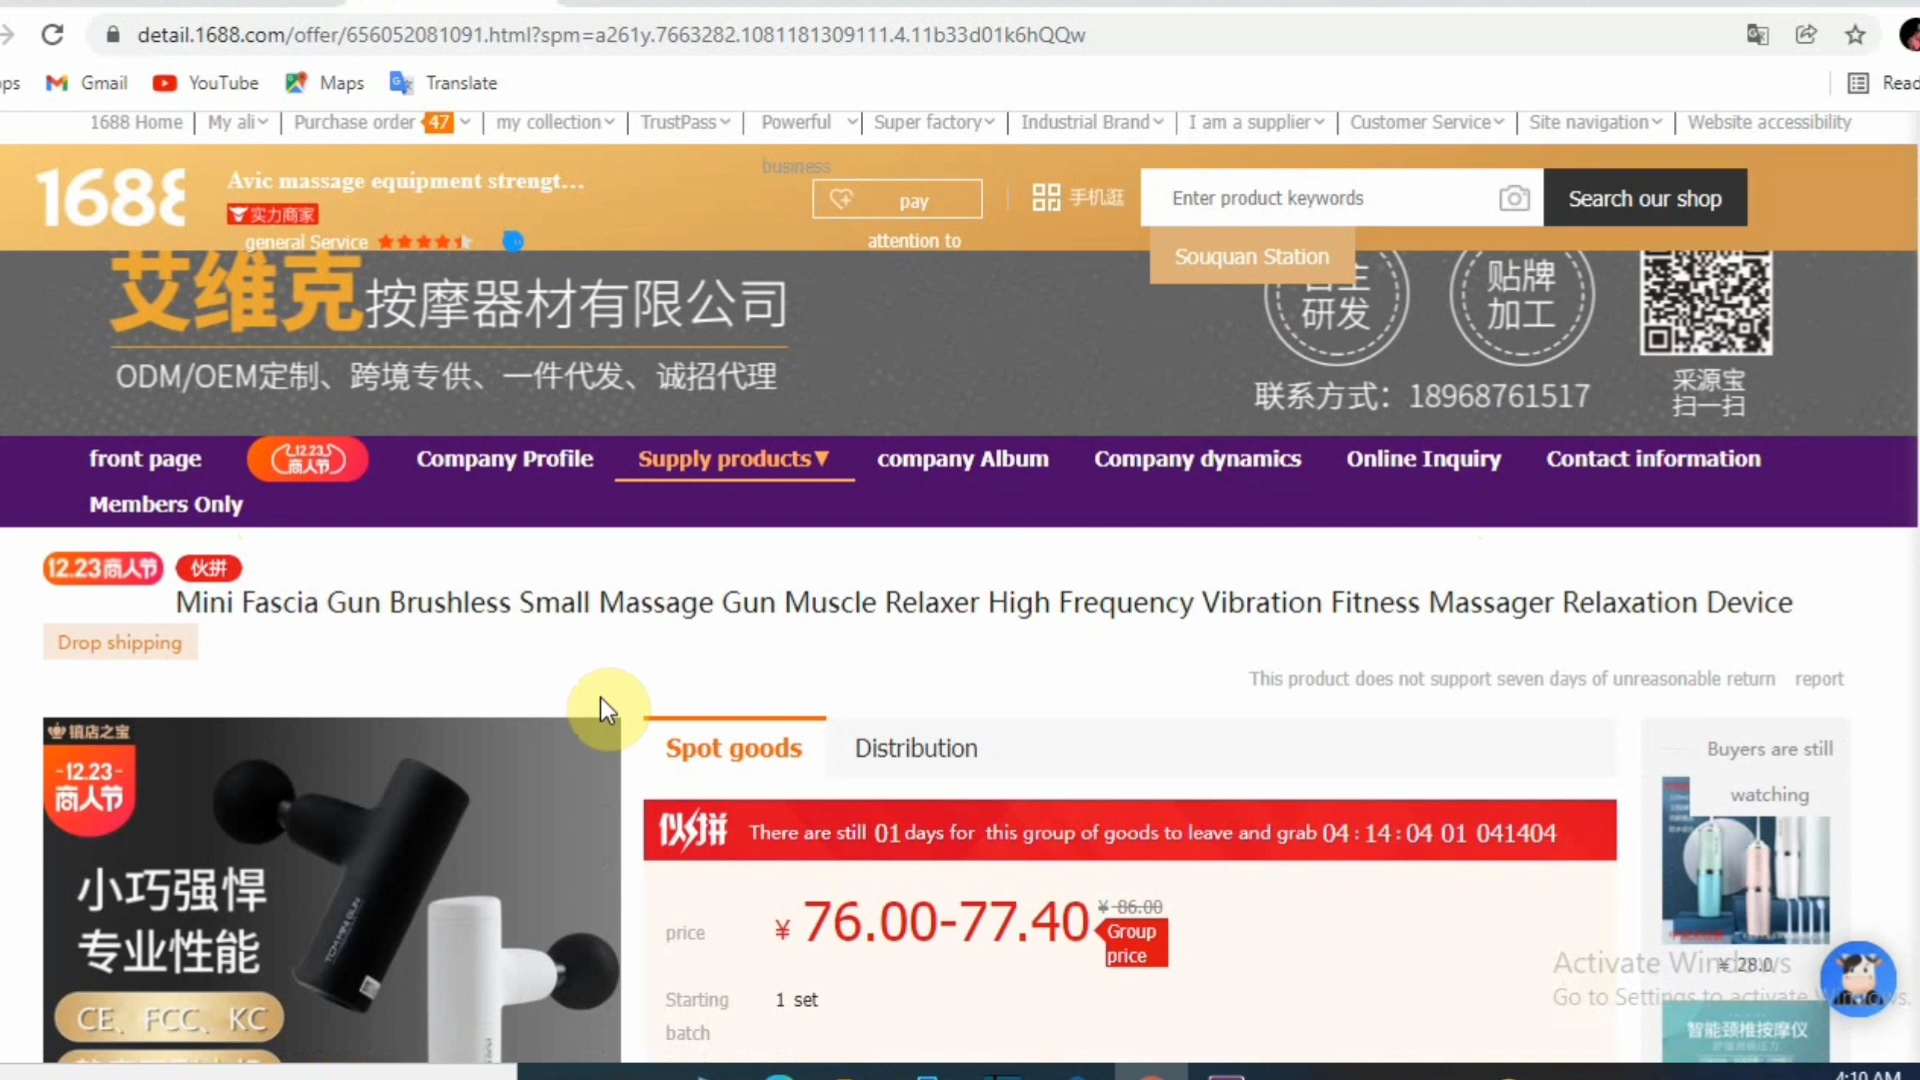 detail.1688.com/offer/656052081091.html?spm=a261y.7663282.1081181309111.4.11b33d01k6hQQw
Gmail YouTube Maps Translate
1688 Home My ali Purchase order 47 my collection TrustPass Powerful business Super factory Industrial Brand I am a supplier Customer Service Site navigation Website accessibility
1688
Avic massage equipment strengt...
实力商家
general Service
pay attention to
手机逛
Enter product keywords
Search our shop
Souquan Station
艾维克按摩器材有限公司
ODM/OEM定制、跨境专供、一件代发、诚招代理
研发
贴牌
加工
联系方式：18968761517
采源宝
扫一扫
front page 12.23 商人节 Company Profile Supply products▼ company Album Company dynamics Online Inquiry Contact information
Members Only
12.23商人节 伙拼
Mini Fascia Gun Brushless Small Massage Gun Muscle Relaxer High Frequency Vibration Fitness Massager Relaxation Device
Drop shipping
This product does not support seven days of unreasonable return report
镇店之宝
-12.23-
商人节
小巧强悍
专业性能
CE、FCC、KC
Spot goods Distribution
伙拼 There are still 01 days for this group of goods to leave and grab 04:14:04 01 041404
price ¥ 76.00-77.40 ¥ 86.00
Group
price
Starting
batch
1 set
Buyers are still
watching
¥ 28.0
智能颈椎按摩仪
Activate Windows
Go to Settings to activate Windows.
4:10 AM